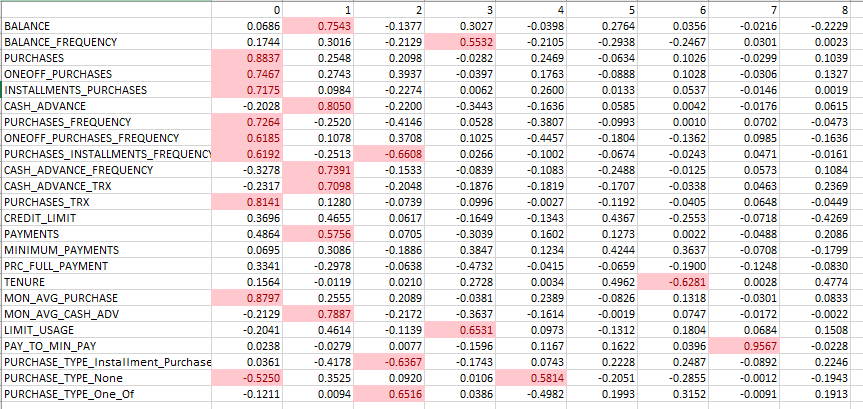 0 1 2 3 4 5 6 7 8
BALANCE 0.0686 0.7543 -0.1377 0.3027 -0.0398 0.2764 0.0356 -0.0216 -0.2229
BALANCE_FREQUENCY 0.1744 0.3016 -0.2129 0.5532 -0.2105 -0.2938 -0.2467 0.0301 0.0023
PURCHASES 0.8837 0.2548 0.2098 -0.0282 0.2469 -0.0634 0.1026 -0.0299 0.1039
ONEOFF_PURCHASES 0.7467 0.2743 0.3937 -0.0397 0.1763 -0.0888 0.1028 -0.0306 0.1327
INSTALLMENTS_PURCHASES 0.7175 0.0984 -0.2274 0.0062 0.2600 0.0133 0.0537 -0.0146 0.0019
CASH_ADVANCE -0.2028 0.8050 -0.2200 -0.3443 -0.1636 0.0585 0.0042 -0.0176 0.0615
PURCHASES_FREQUENCY 0.7264 -0.2520 -0.4146 0.0528 -0.3807 -0.0993 0.0010 0.0702 -0.0473
ONEOFF_PURCHASES_FREQUENCY 0.6185 0.1078 0.3708 0.1025 -0.4457 -0.1804 -0.1362 0.0985 -0.1636
PURCHASES_INSTALLMENTS_FREQUENCY 0.6192 -0.2513 -0.6608 0.0266 -0.1002 -0.0674 -0.0243 0.0471 -0.0161
CASH_ADVANCE_FREQUENCY -0.3278 0.7391 -0.1533 -0.0839 -0.1083 -0.2488 -0.0125 0.0573 0.1084
CASH_ADVANCE_TRX -0.2317 0.7098 -0.2048 -0.1876 -0.1819 -0.1707 -0.0338 0.0463 0.2369
PURCHASES_TRX 0.8141 0.1280 -0.0739 0.0996 -0.0027 -0.1192 -0.0405 0.0648 -0.0449
CREDIT_LIMIT 0.3696 0.4655 0.0617 -0.1649 -0.1343 0.4367 -0.2553 -0.0718 -0.4269
PAYMENTS 0.4864 0.5756 0.0705 -0.3039 0.1602 0.1273 0.0022 -0.0488 0.2086
MINIMUM_PAYMENTS 0.0695 0.3086 -0.1886 0.3847 0.1234 0.4244 0.3637 -0.0708 -0.1799
PRC_FULL_PAYMENT 0.3341 -0.2978 -0.0638 -0.4732 -0.0415 -0.0659 -0.1900 -0.1248 -0.0830
TENURE 0.1564 -0.0119 0.0210 0.2728 0.0034 0.4962 -0.6281 0.0028 0.4774
MON_AVG_PURCHASE 0.8797 0.2555 0.2089 -0.0381 0.2389 -0.0826 0.1318 -0.0301 0.0833
MON_AVG_CASH_ADV -0.2129 0.7887 -0.2172 -0.3637 -0.1614 -0.0019 0.0747 -0.0172 -0.0022
LIMIT_USAGE -0.2041 0.4614 -0.1139 0.6531 0.0973 -0.1312 0.1804 0.0684 0.1508
PAY_TO_MIN_PAY 0.0238 -0.0279 0.0077 -0.1596 0.1167 0.1622 0.0396 0.9567 -0.0228
PURCHASE_TYPE_Installment_Purchase 0.0361 -0.4178 -0.6367 -0.1743 0.0743 0.2228 0.2487 -0.0892 0.2246
PURCHASE_TYPE_None -0.5250 0.3525 0.0920 0.0106 0.5814 -0.2051 -0.2855 -0.0012 -0.1943
PURCHASE_TYPE_One_Of -0.1211 0.0094 0.6516 0.0386 -0.4982 0.1993 0.3152 -0.0091 0.1913